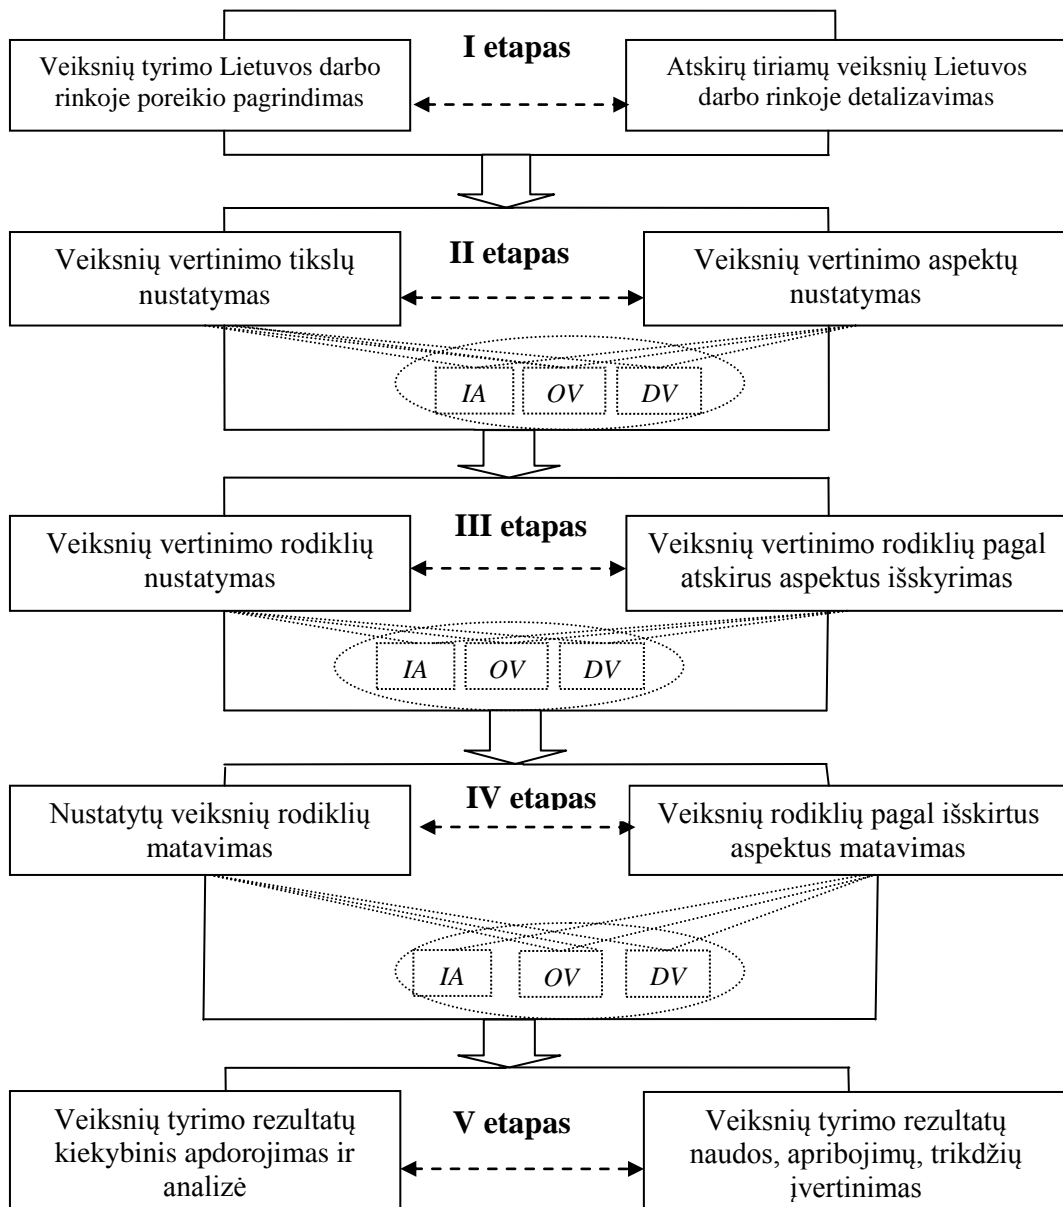 I etapas
Veiksnių tyrimo Lietuvos darbo
rinkoje poreikio pagrindimas
Atskirų tiriamų veiksnių Lietuvos
darbo rinkoje detalizavimas
II etapas
Veiksnių vertinimo tikslų
nustatymas
Veiksnių vertinimo aspektų
nustatymas
IA
OV
DV
III etapas
Veiksnių vertinimo rodiklių
nustatymas
Veiksnių vertinimo rodiklių pagal
atskirus aspektus išskyrimas
IA
OV
DV
IV etapas
Nustatytų veiksnių rodiklių
matavimas
Veiksnių rodiklių pagal išskirtus
aspektus matavimas
IA
OV
DV
V etapas
Veiksnių tyrimo rezultatų
kiekybinis apdorojimas ir
analizė
Veiksnių tyrimo rezultatų
naudos, apribojimų, trikdžių
įvertinimas